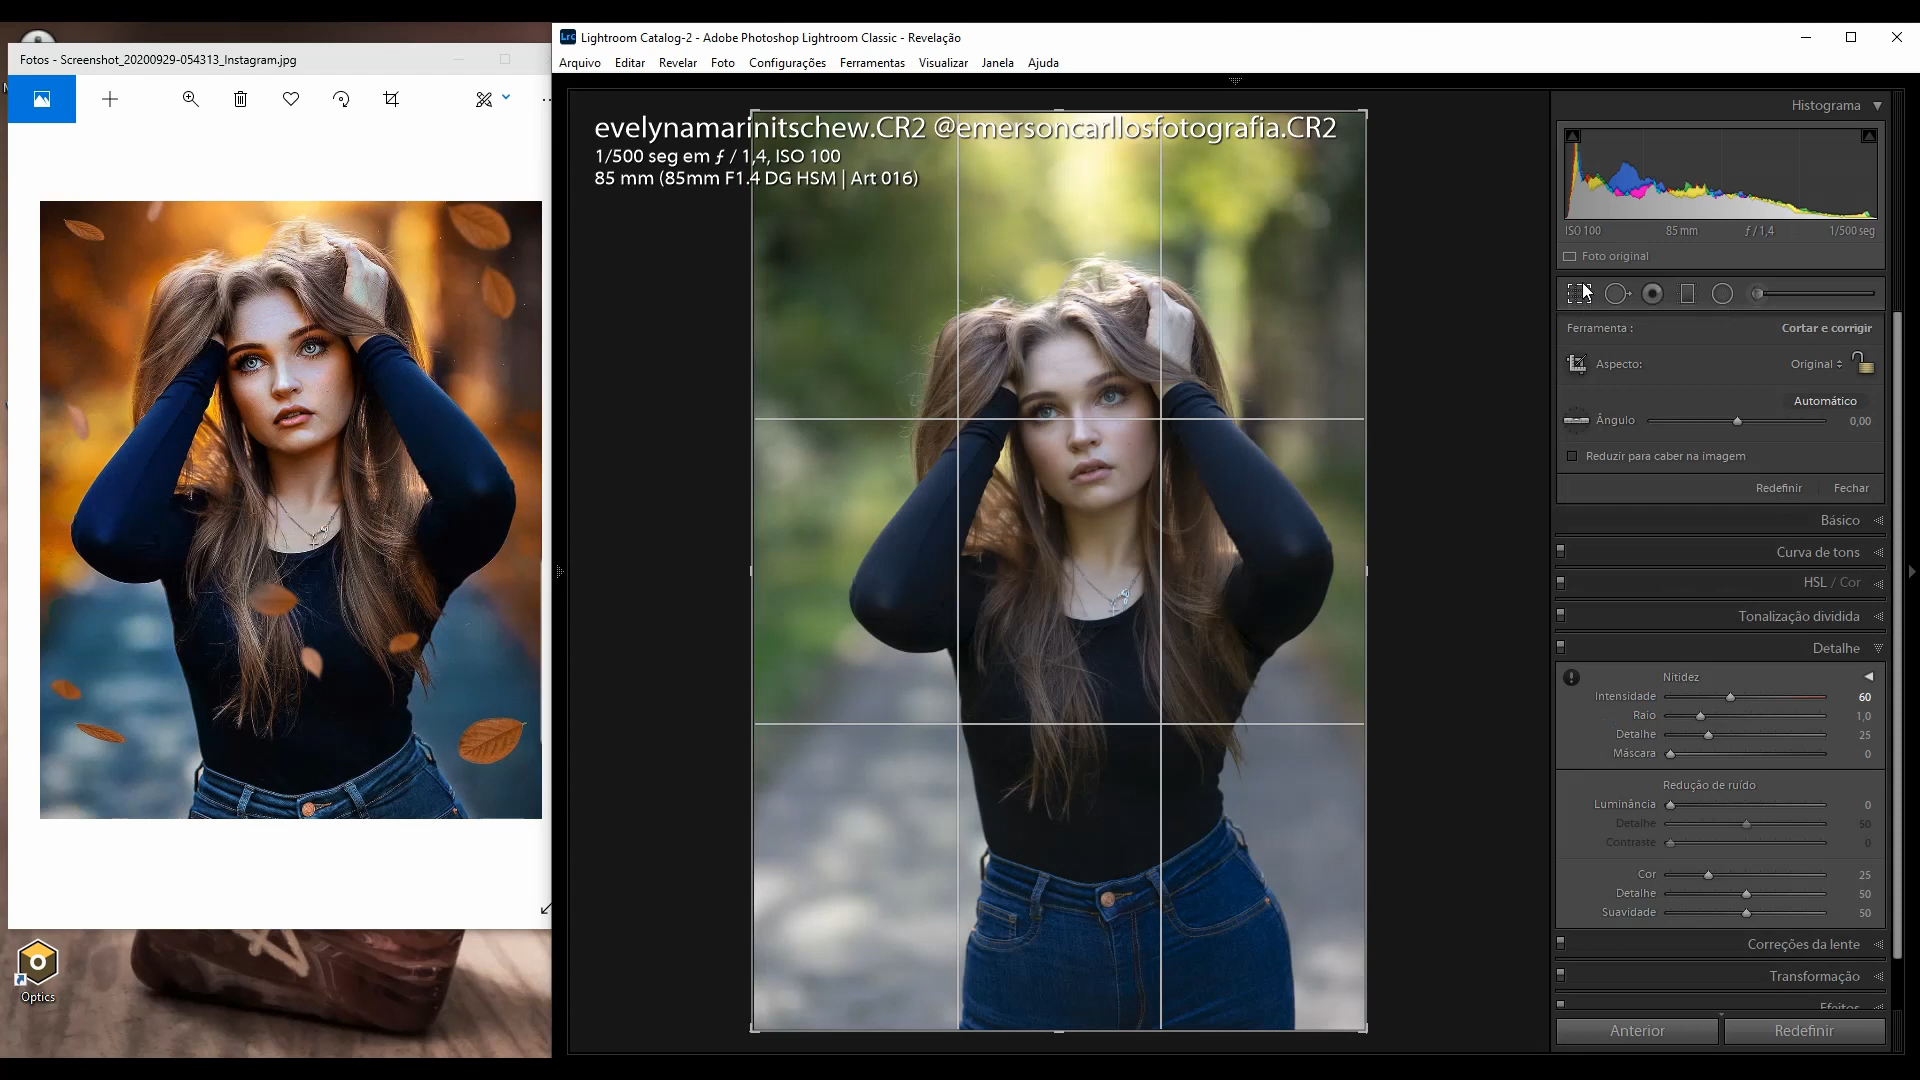 Fotos - Screenshot_20200929-054313_Instagram.jpg
Optics
Lrc Lightroom Catalog-2 - Adobe Photoshop Lightroom Classic - Revelação
Arquivo Editar Revelar Foto Configurações Ferramentas Visualizar Janela Ajuda
evelynamarinitschew.CR2 @emersoncarllosfotografia.CR2
1/500 seg em ƒ / 1,4, ISO 100
85 mm (85mm F1.4 DG HSM | Art 016)
Histograma
ISO 100 85 mm ƒ / 1,4 1/500 seg
Foto original
Ferramenta : Cortar e corrigir
Aspecto: Original
Automático
Ângulo 0,00
Reduzir para caber na imagem
Redefinir Fechar
Básico
Curva de tons
HSL / Cor
Tonalização dividida
Detalhe
Nitidez
Intensidade 60
Raio 1,0
Detalhe 25
Máscara 0
Redução de ruído
Luminância 0
Detalhe 50
Contraste 0
Cor 25
Detalhe 50
Suavidade 50
Correções da lente
Transformação
Efeitos
Anterior Redefinir